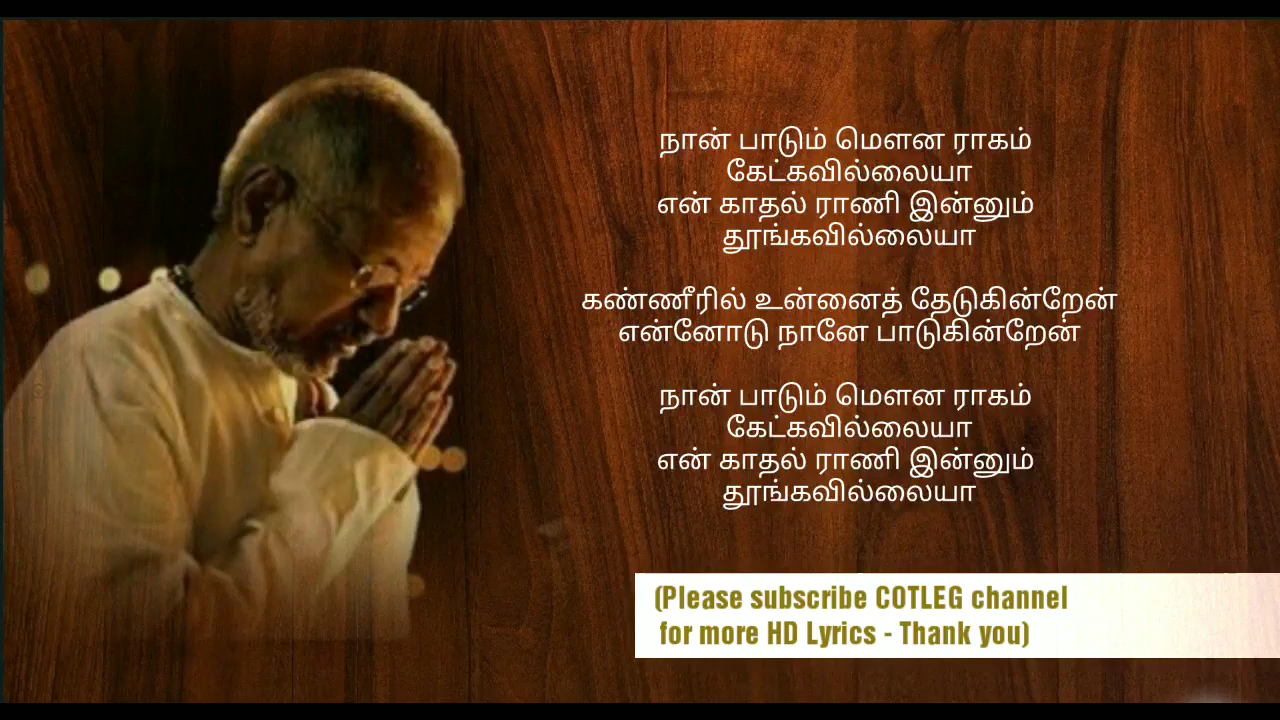 நான் பாடும் மௌன ராகம்
கேட்கவில்லையா
என் காதல் ராணி இன்னும்
தூங்கவில்லையா
கண்ணீரில் உன்னைத் தேடுகின்றேன்
என்னோடு நானே பாடுகின்றேன்
நான் பாடும் மௌன ராகம்
கேட்கவில்லையா
என் காதல் ராணி இன்னும்
தூங்கவில்லையா
(Please subscribe COTLEG channel
for more HD Lyrics - Thank you)